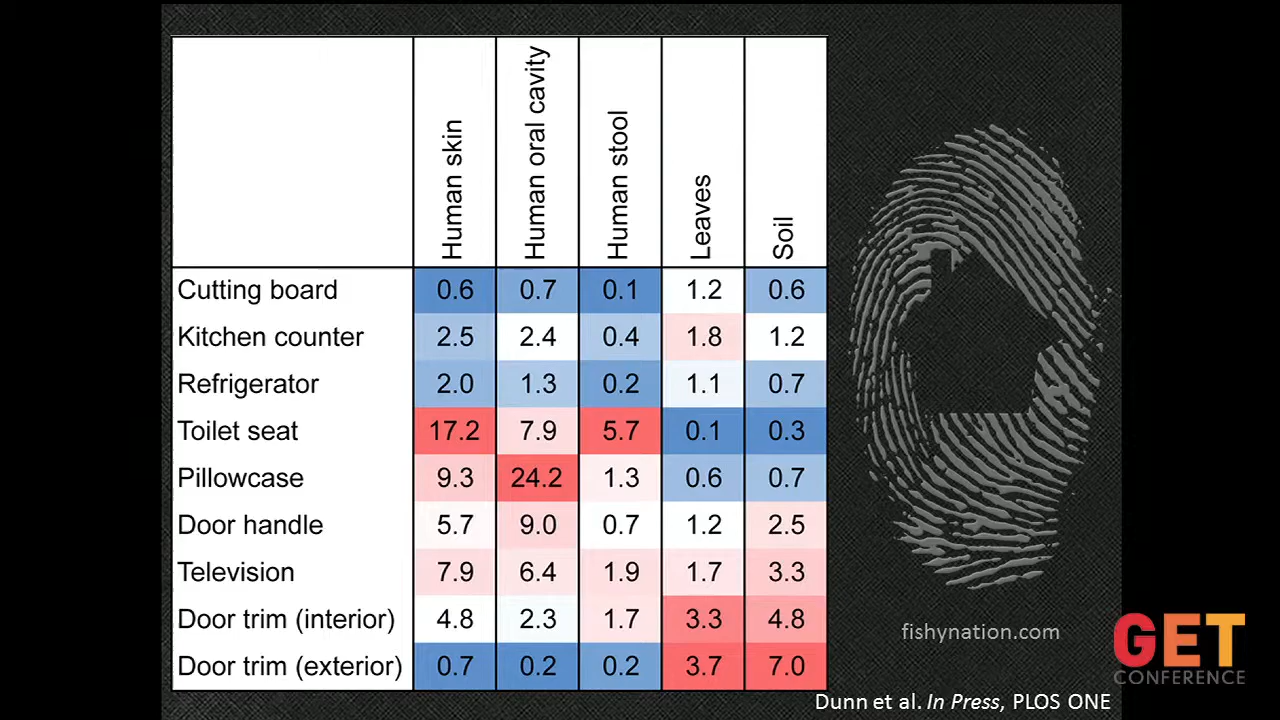 Human skin Human oral cavity Human stool Leaves Soil
Cutting board 0.6 0.7 0.1 1.2 0.6
Kitchen counter 2.5 2.4 0.4 1.8 1.2
Refrigerator 2.0 1.3 0.2 1.1 0.7
Toilet seat 17.2 7.9 5.7 0.1 0.3
Pillowcase 9.3 24.2 1.3 0.6 0.7
Door handle 5.7 9.0 0.7 1.2 2.5
Television 7.9 6.4 1.9 1.7 3.3
Door trim (interior) 4.8 2.3 1.7 3.3 4.8
Door trim (exterior) 0.7 0.2 0.2 3.7 7.0
fishynation.com
GET
CONFERENCE
Dunn et al. In Press, PLOS ONE